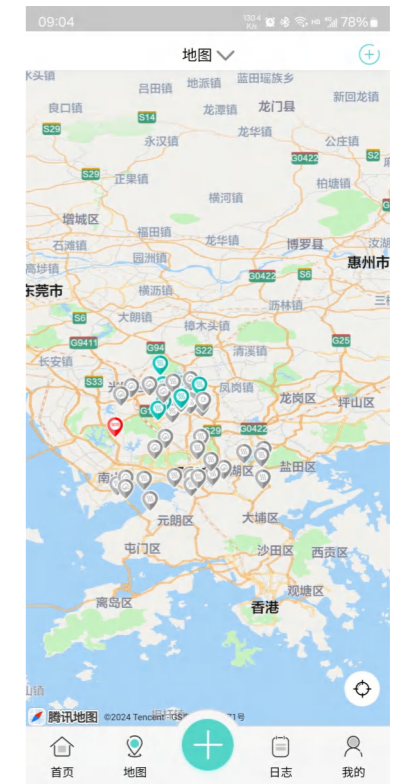 09:04
78%
地图
水头镇
吕田镇
地派镇
蓝田瑶族乡
良口镇
新回龙镇
S14
龙潭镇
龙门县
S29
永汉镇
龙华镇
公庄镇
G0422
S2
S29
正果镇
柏塘镇
横河镇
增城区
福田镇
石滩镇
龙华镇
博罗县
园洲镇
惠州市
高埗镇
G0422
S6
东莞市
横沥镇
沥林镇
S6
大朗镇
樟木头镇
G9411
G25
G94
S22
清溪镇
长安镇
S33
凤岗镇
龙岗区
坪山区
S29
G0422
盐田区
元朗区
大埔区
屯门区
沙田区
西贡区
观塘区
离岛区
香港
腾讯地图
©2024 Tencent
首页
地图
日志
我的